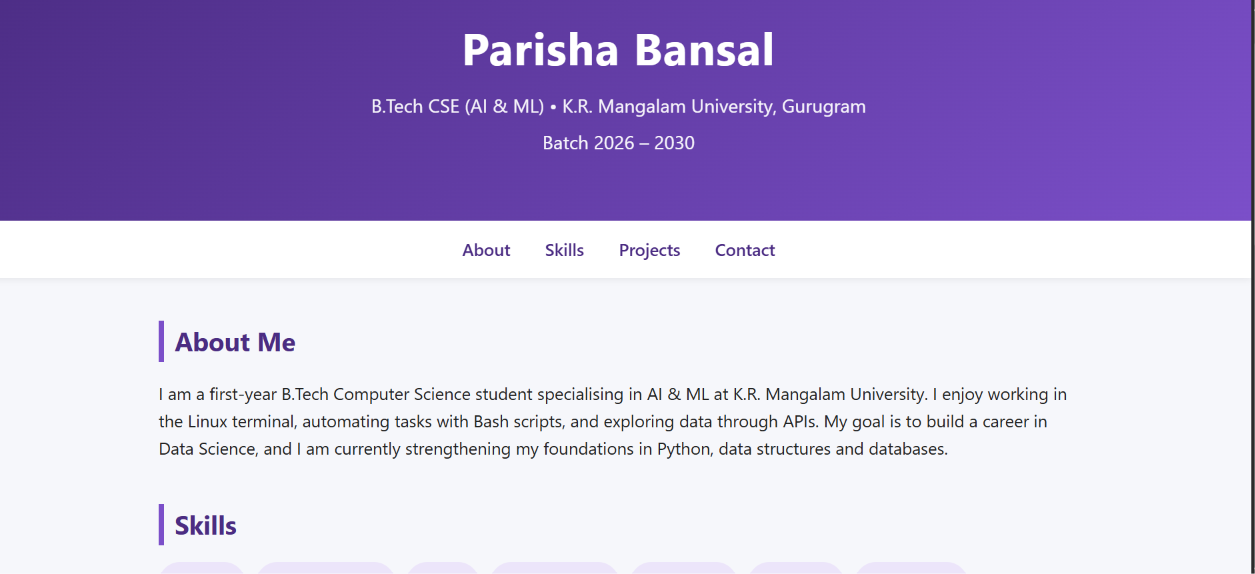 Parisha Bansal
B.Tech CSE (AI & ML) • K.R. Mangalam University, Gurugram
Batch 2026 – 2030
About Skills Projects Contact
About Me
I am a first-year B.Tech Computer Science student specialising in AI & ML at K.R. Mangalam University. I enjoy working in
the Linux terminal, automating tasks with Bash scripts, and exploring data through APIs. My goal is to build a career in
Data Science, and I am currently strengthening my foundations in Python, data structures and databases.
Skills